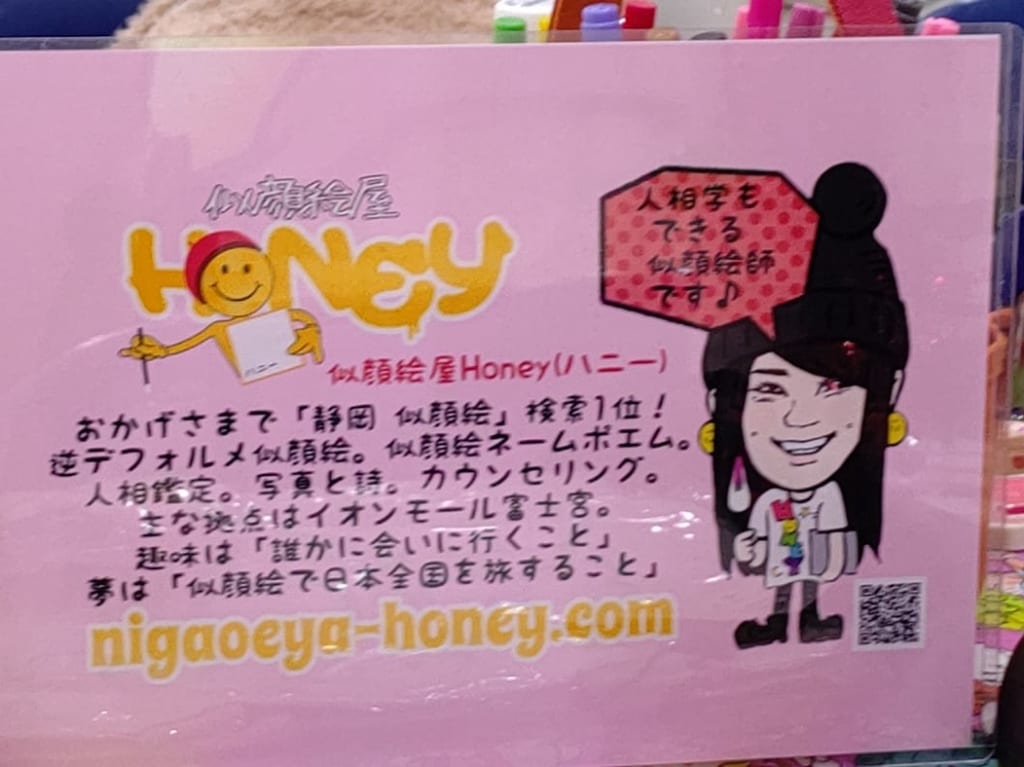 似顔絵屋
HONEY
ハニー
人相学も
できる
似顔絵師
です♪
似顔絵屋Honey(ハニー)
おかげさまで「静岡 似顔絵」検索1位！
逆デフォルメ似顔絵。似顔絵ネームポエム。
人相鑑定。写真と詩。カウンセリング。
主な拠点はイオンモール富士宮。
趣味は「誰かに会いに行くこと」
夢は「似顔絵で日本全国を旅すること」
nigaoeya-honey.com